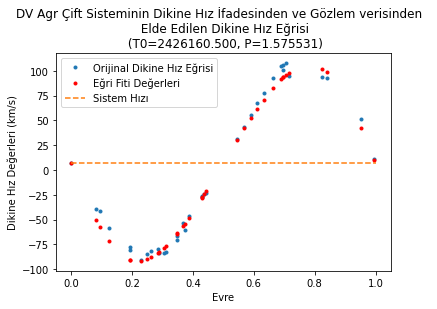 DV Agr Çift Sisteminin Dikine Hız İfadesinden ve Gözlem verisinden
Elde Edilen Dikine Hız Eğrisi
(T0=2426160.500, P=1.575531)
Orijinal Dikine Hız Eğrisi
Eğri Fiti Değerleri
Sistem Hızı
Dikine Hız Değerleri (km/s)
100
75
50
25
0
−25
−50
−75
−100
0.0 0.2 0.4 0.6 0.8 1.0
Evre